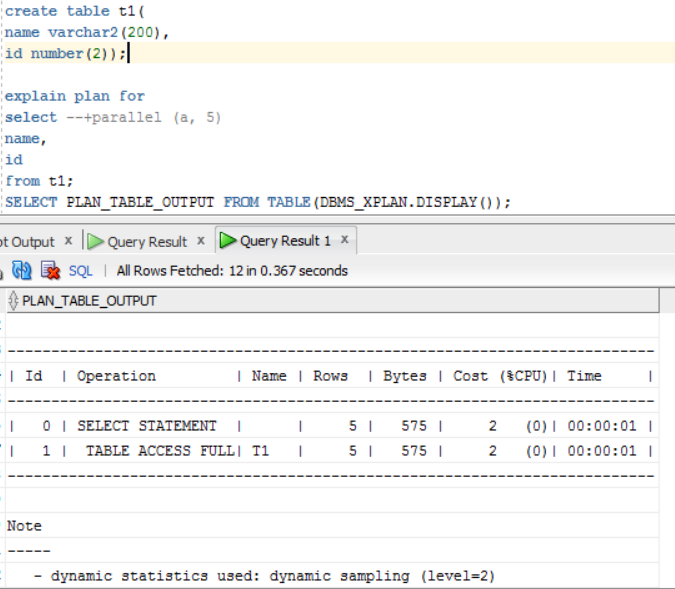 create table t1(
name varchar2(200),
id number(2));
explain plan for
select --+parallel (a, 5)
name,
id
from t1;
SELECT PLAN_TABLE_OUTPUT FROM TABLE(DBMS_XPLAN.DISPLAY());
Output x Query Result x Query Result 1 x
SQL | All Rows Fetched: 12 in 0.367 seconds
PLAN_TABLE_OUTPUT
--------------------------------------------------------------------------
| Id  | Operation         | Name | Rows  | Bytes | Cost (%CPU)| Time     |
--------------------------------------------------------------------------
|   0 | SELECT STATEMENT  |      |     5 |   575 |     2   (0)| 00:00:01 |
|   1 |  TABLE ACCESS FULL| T1   |     5 |   575 |     2   (0)| 00:00:01 |
--------------------------------------------------------------------------
Note
-----
- dynamic statistics used: dynamic sampling (level=2)